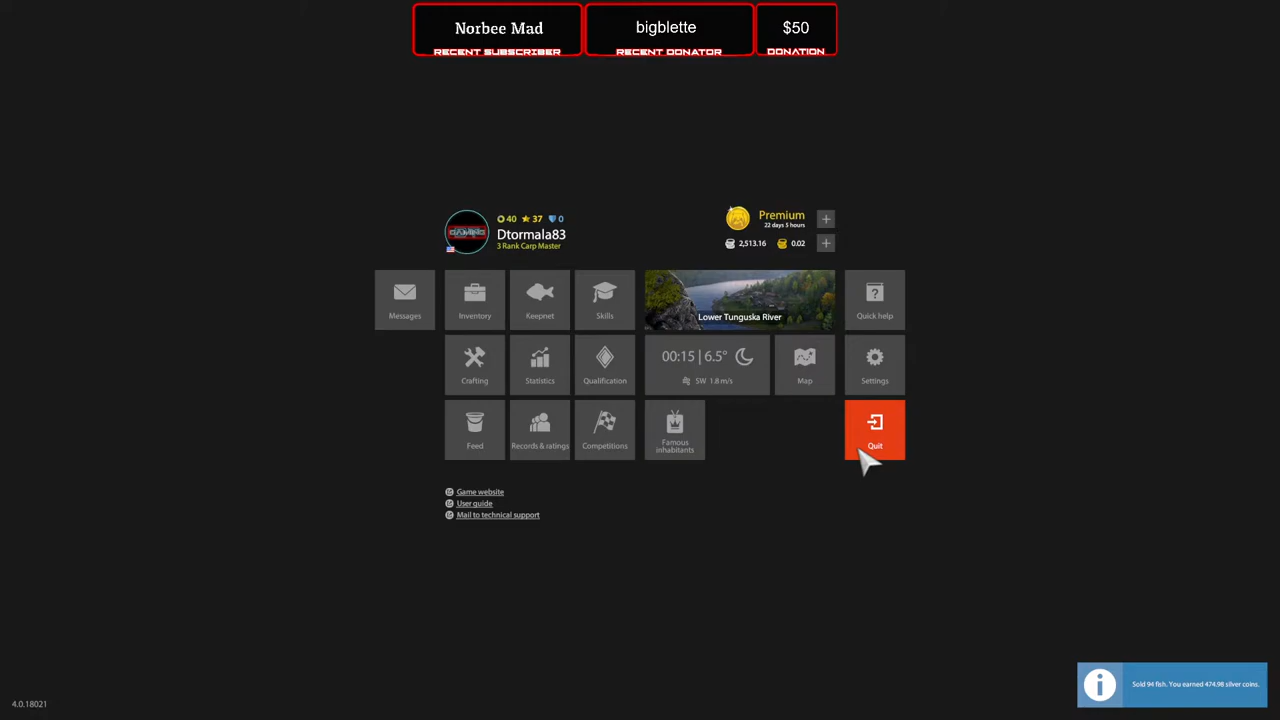 Norbee Mad
RECENT SUBSCRIBER
bigblette
RECENT DONATOR
$50
DONATION
40 37 0
Dtormala83
3 Rank Carp Master
Premium
22 days 5 hours
2,513.16 0.02
Messages
Inventory
Keepnet
Skills
Lower Tunguska River
Quick help
Crafting
Statistics
Qualification
00:15 | 6.5°
SW 1.8 m/s
Map
Settings
Feed
Records & ratings
Competitions
Famous
inhabitants
Quit
Game website
User guide
Mail to technical support
Sold 94 fish. You earned 474.98 silver coins.
4.0.18021